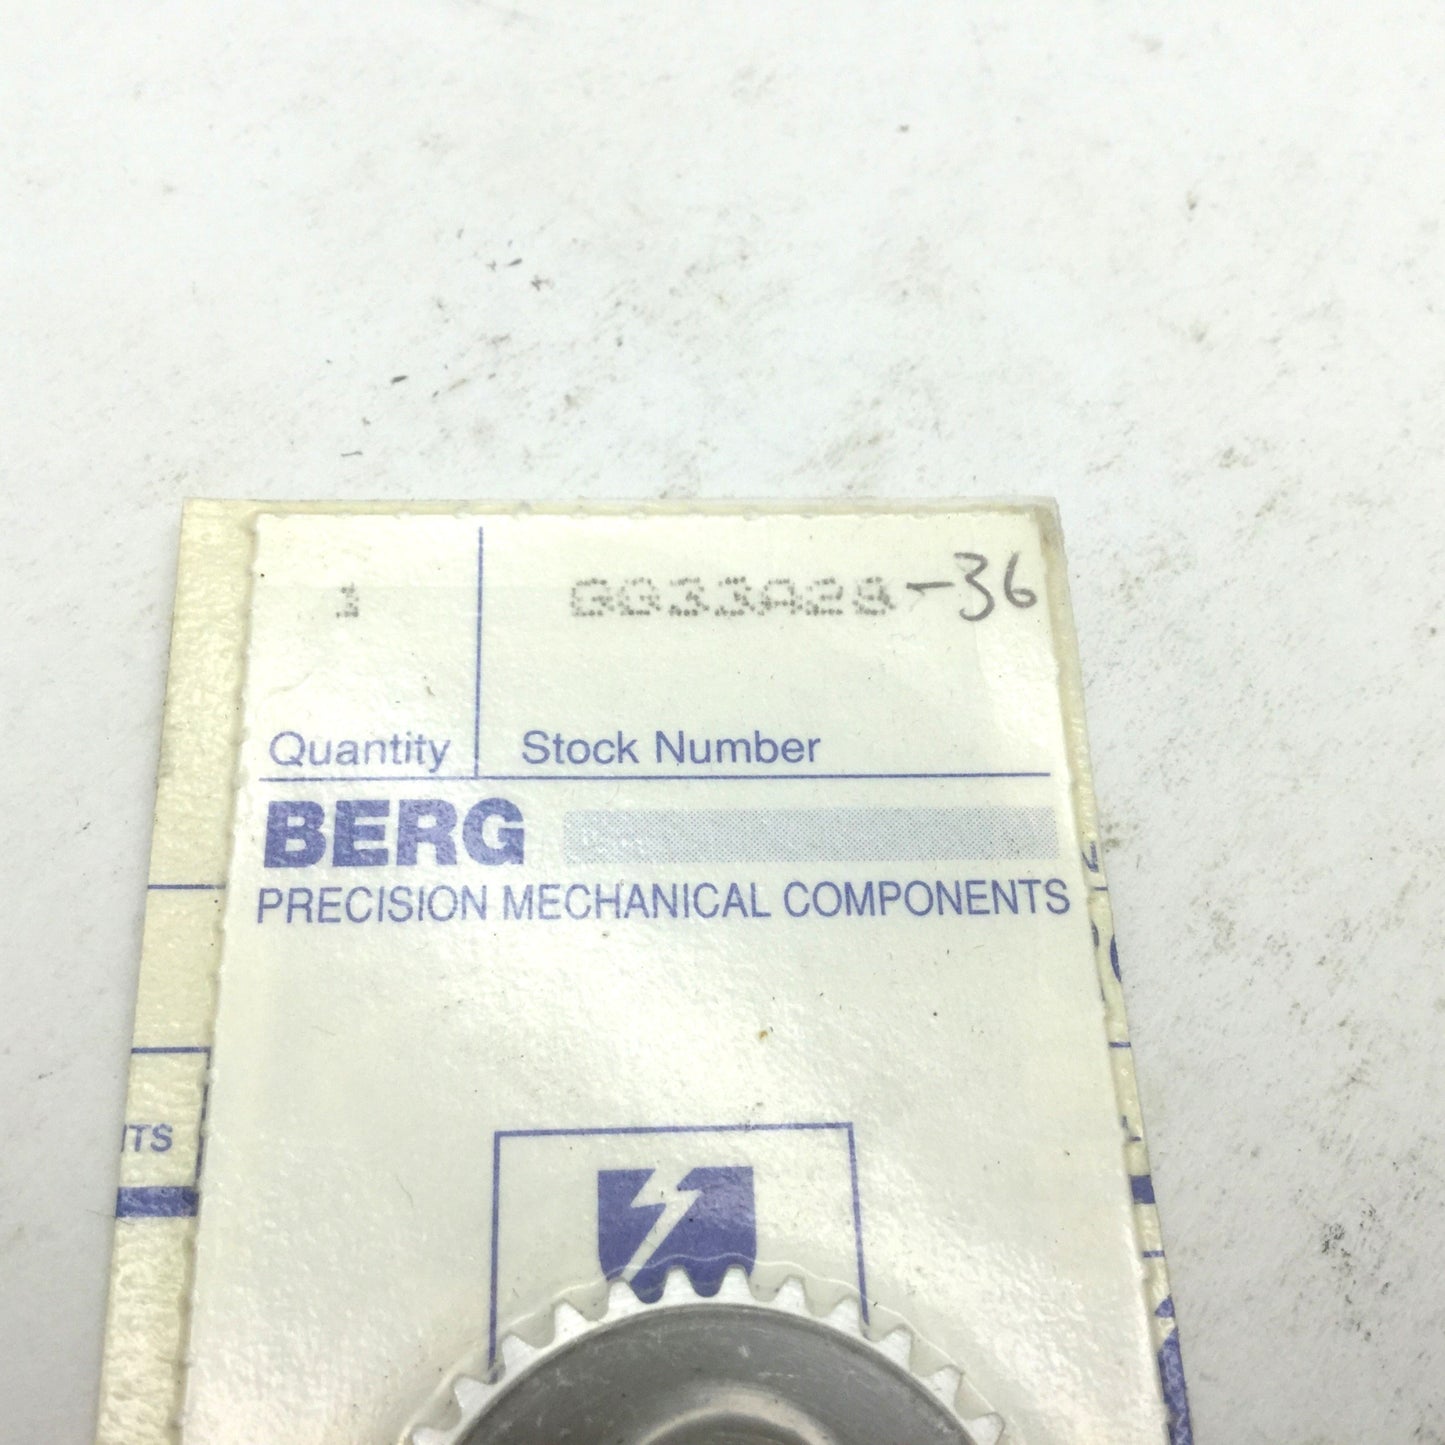 1 GG33A28-36
Quantity Stock Number
BERG
PRECISION MECHANICAL COMPONENTS